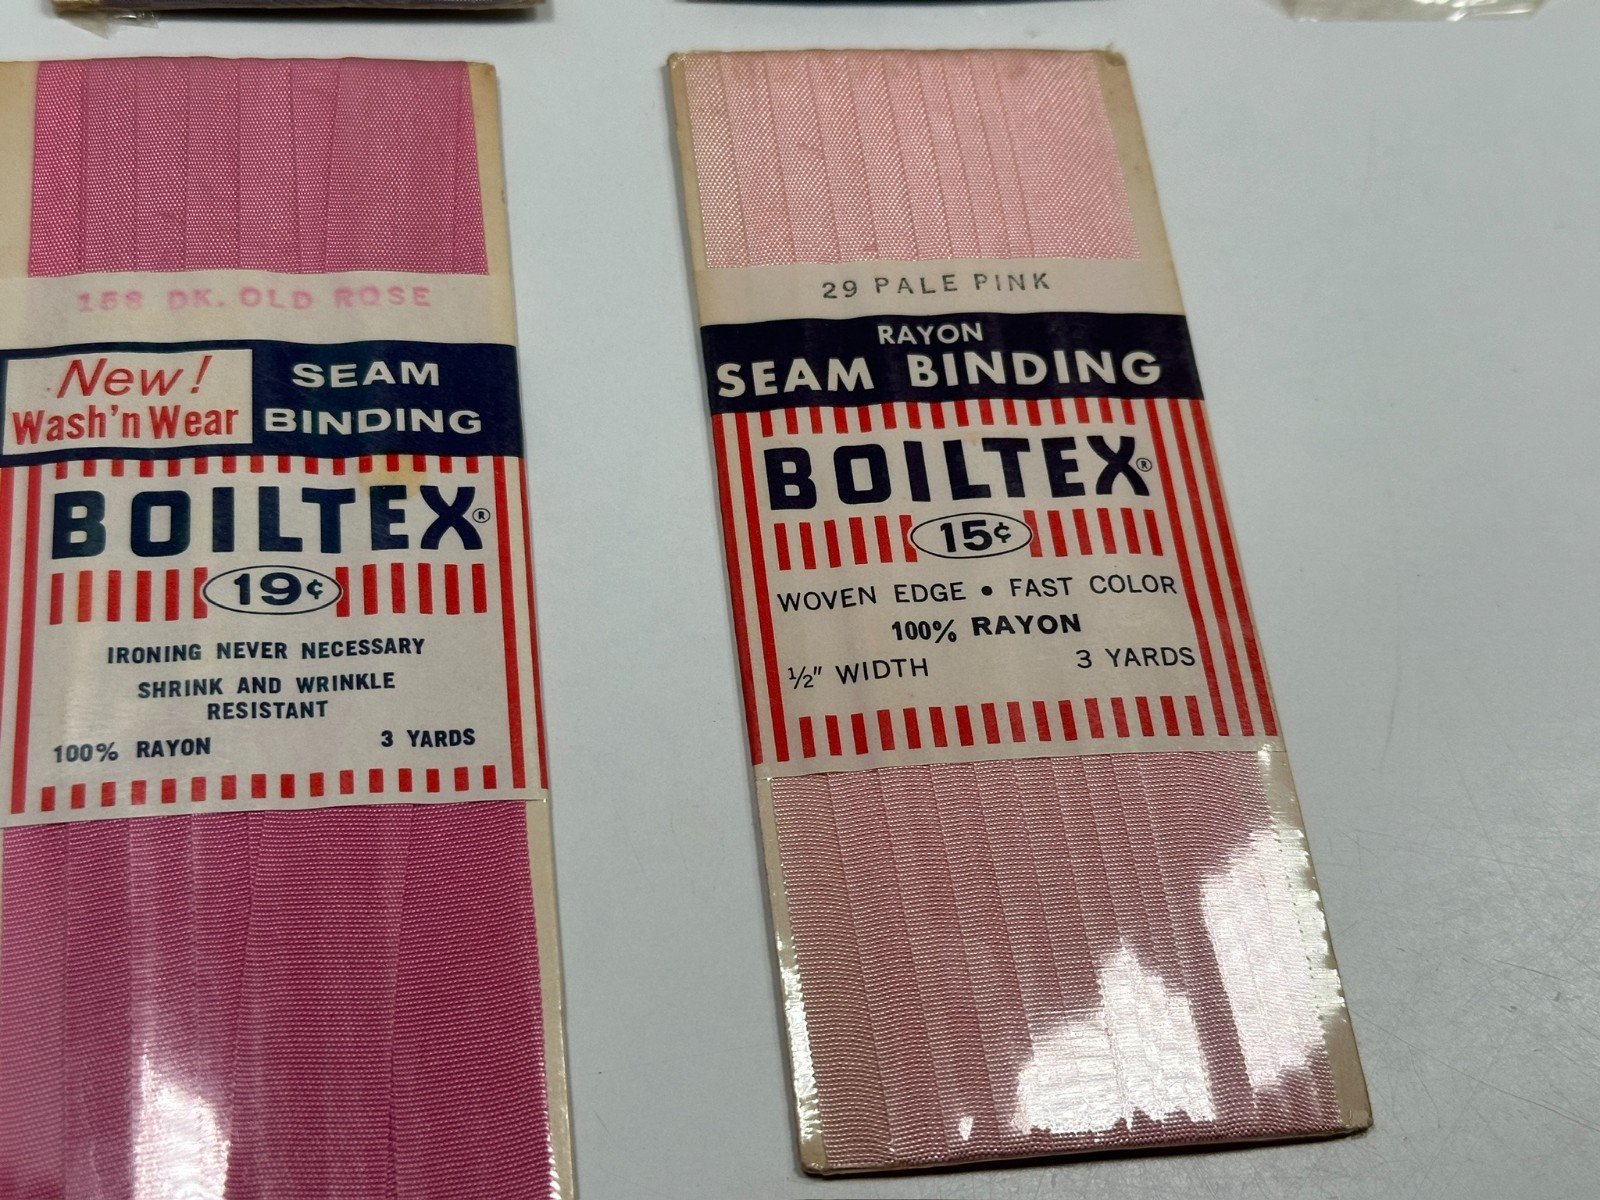 158 DK. OLD ROSE
New!
Wash'n Wear
SEAM
BINDING
BOILTEX®
19¢
IRONING NEVER NECESSARY
SHRINK AND WRINKLE
RESISTANT
100% RAYON 3 YARDS
29 PALE PINK
RAYON
SEAM BINDING
BOILTEX®
15¢
WOVEN EDGE • FAST COLOR
100% RAYON
½" WIDTH 3 YARDS